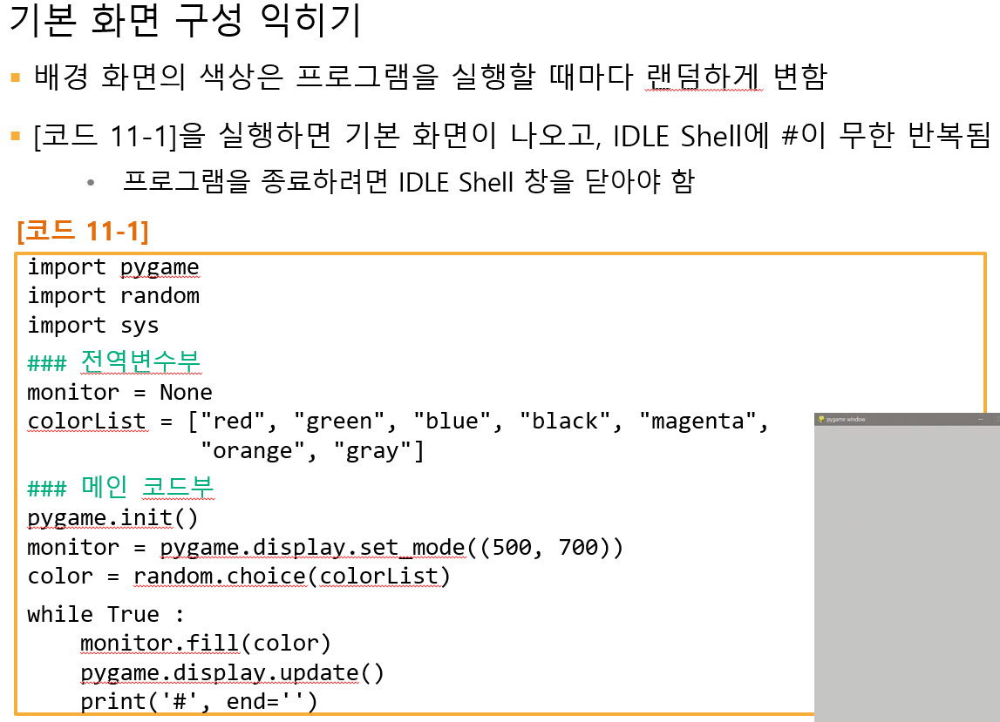 기본 화면 구성 익히기
배경 화면의 색상은 프로그램을 실행할 때마다 랜덤하게 변함
[코드 11-1]을 실행하면 기본 화면이 나오고, IDLE Shell에 #이 무한 반복됨
프로그램을 종료하려면 IDLE Shell 창을 닫아야 함
[코드 11-1]
import pygame
import random
import sys
### 전역변수부
monitor = None
colorList = ["red", "green", "blue", "black", "magenta",
             "orange", "gray"]
### 메인 코드부
pygame.init()
monitor = pygame.display.set_mode((500, 700))
color = random.choice(colorList)
while True :
    monitor.fill(color)
    pygame.display.update()
    print('#', end='')
pygame window